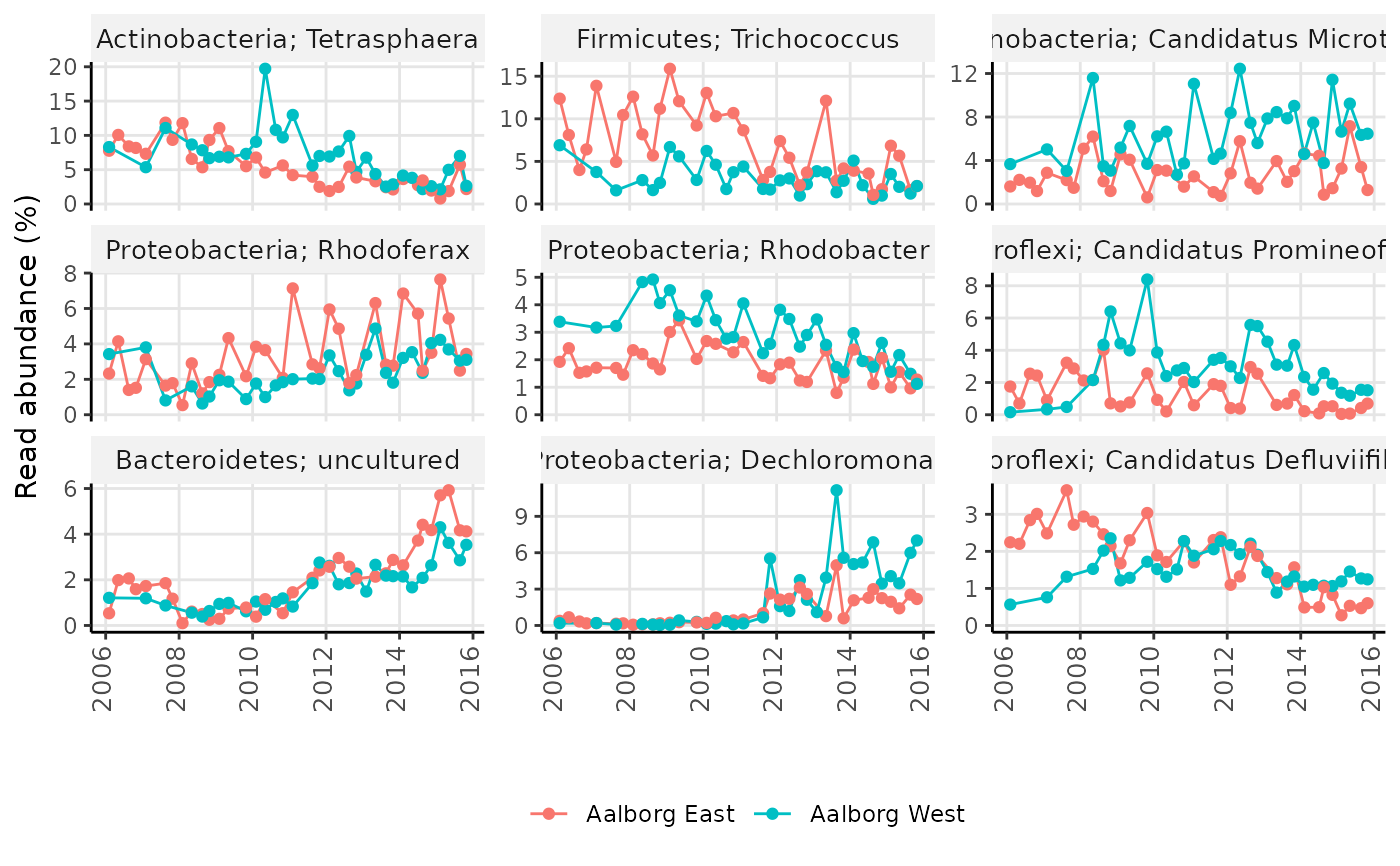 Actinobacteria; Tetrasphaera
Firmicutes; Trichococcus
nobacteria; Candidatus Microt
20
15
10
5
0
15
10
5
0
12
8
4
0
Proteobacteria; Rhodoferax
Proteobacteria; Rhodobacter
roflexi; Candidatus Promineof
8
6
4
2
0
5
4
3
2
1
0
8
6
4
2
0
Read abundance (%)
Bacteroidetes; uncultured
Proteobacteria; Dechloromona
oroflexi; Candidatus Defluviifil
6
4
2
0
9
6
3
0
3
2
1
0
2006 2008 2010 2012 2014 2016
2006 2008 2010 2012 2014 2016
2006 2008 2010 2012 2014 2016
Aalborg East Aalborg West